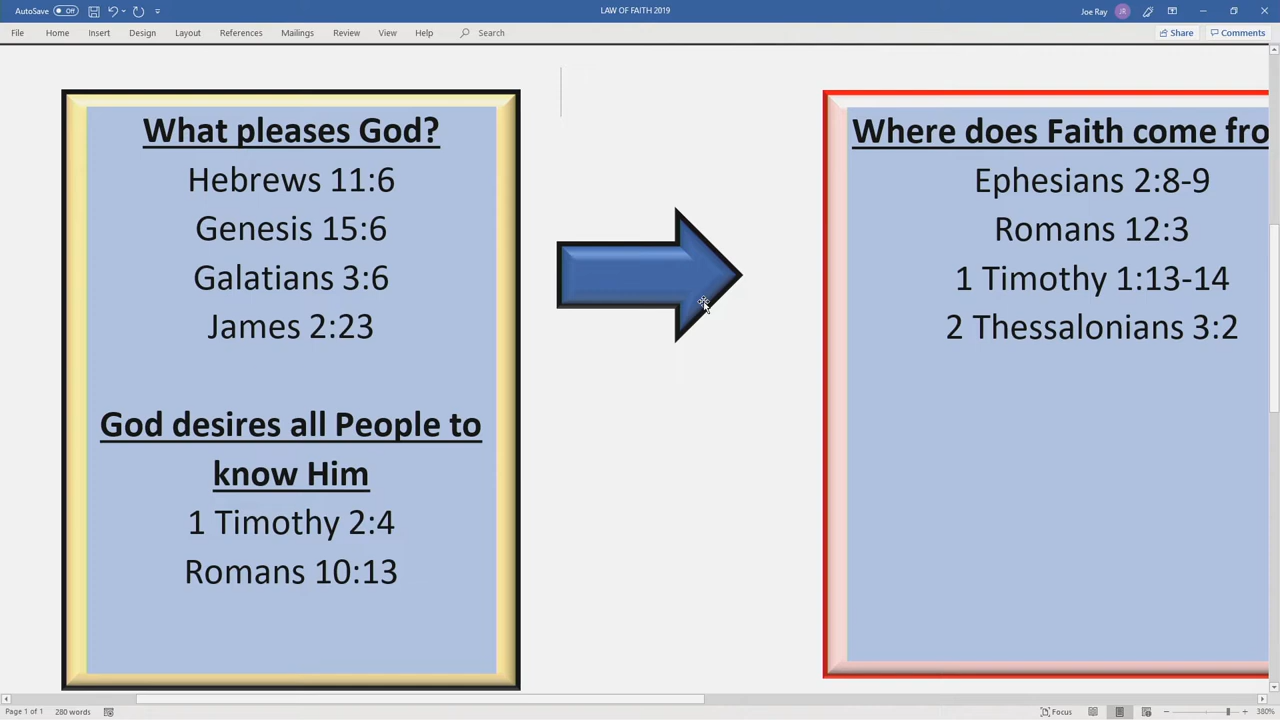 AutoSave Off
LAW OF FAITH 2019
Joe Ray JR
File Home Insert Design Layout References Mailings Review View Help Search
Share Comments
What pleases God?
Hebrews 11:6
Genesis 15:6
Galatians 3:6
James 2:23
God desires all People to
know Him
1 Timothy 2:4
Romans 10:13
Where does Faith come fro
Ephesians 2:8-9
Romans 12:3
1 Timothy 1:13-14
2 Thessalonians 3:2
Page 1 of 1 280 words
Focus
380%